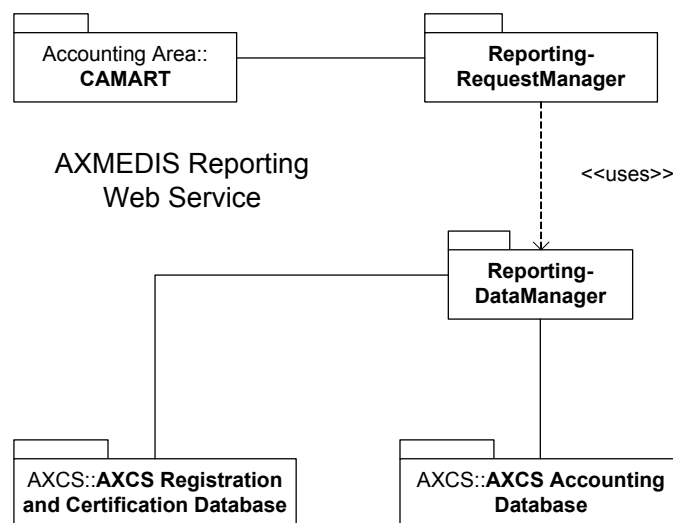 Accounting Area::
CAMART
Reporting-
RequestManager
AXMEDIS Reporting
Web Service
<<uses>>
Reporting-
DataManager
AXCS::AXCS Registration
and Certification Database
AXCS::AXCS Accounting
Database